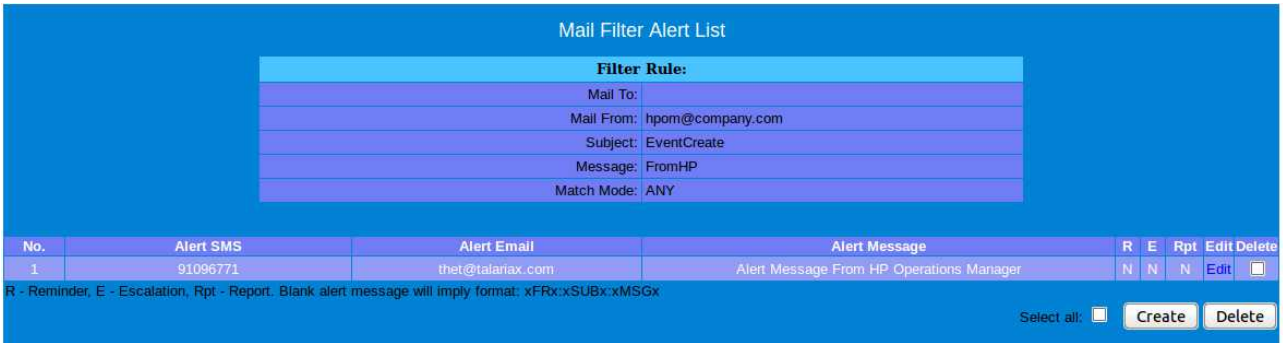 Mail Filter Alert List
Filter Rule:
Mail To:
Mail From: hpom@company.com
Subject: EventCreate
Message: FromHP
Match Mode: ANY
No. Alert SMS Alert Email Alert Message R E Rpt Edit Delete
1 91096771 thet@talariax.com Alert Message From HP Operations Manager N N N Edit
R - Reminder, E - Escalation, Rpt - Report. Blank alert message will imply format: xFRx:xSUBx:xMSGx
Select all: Create Delete